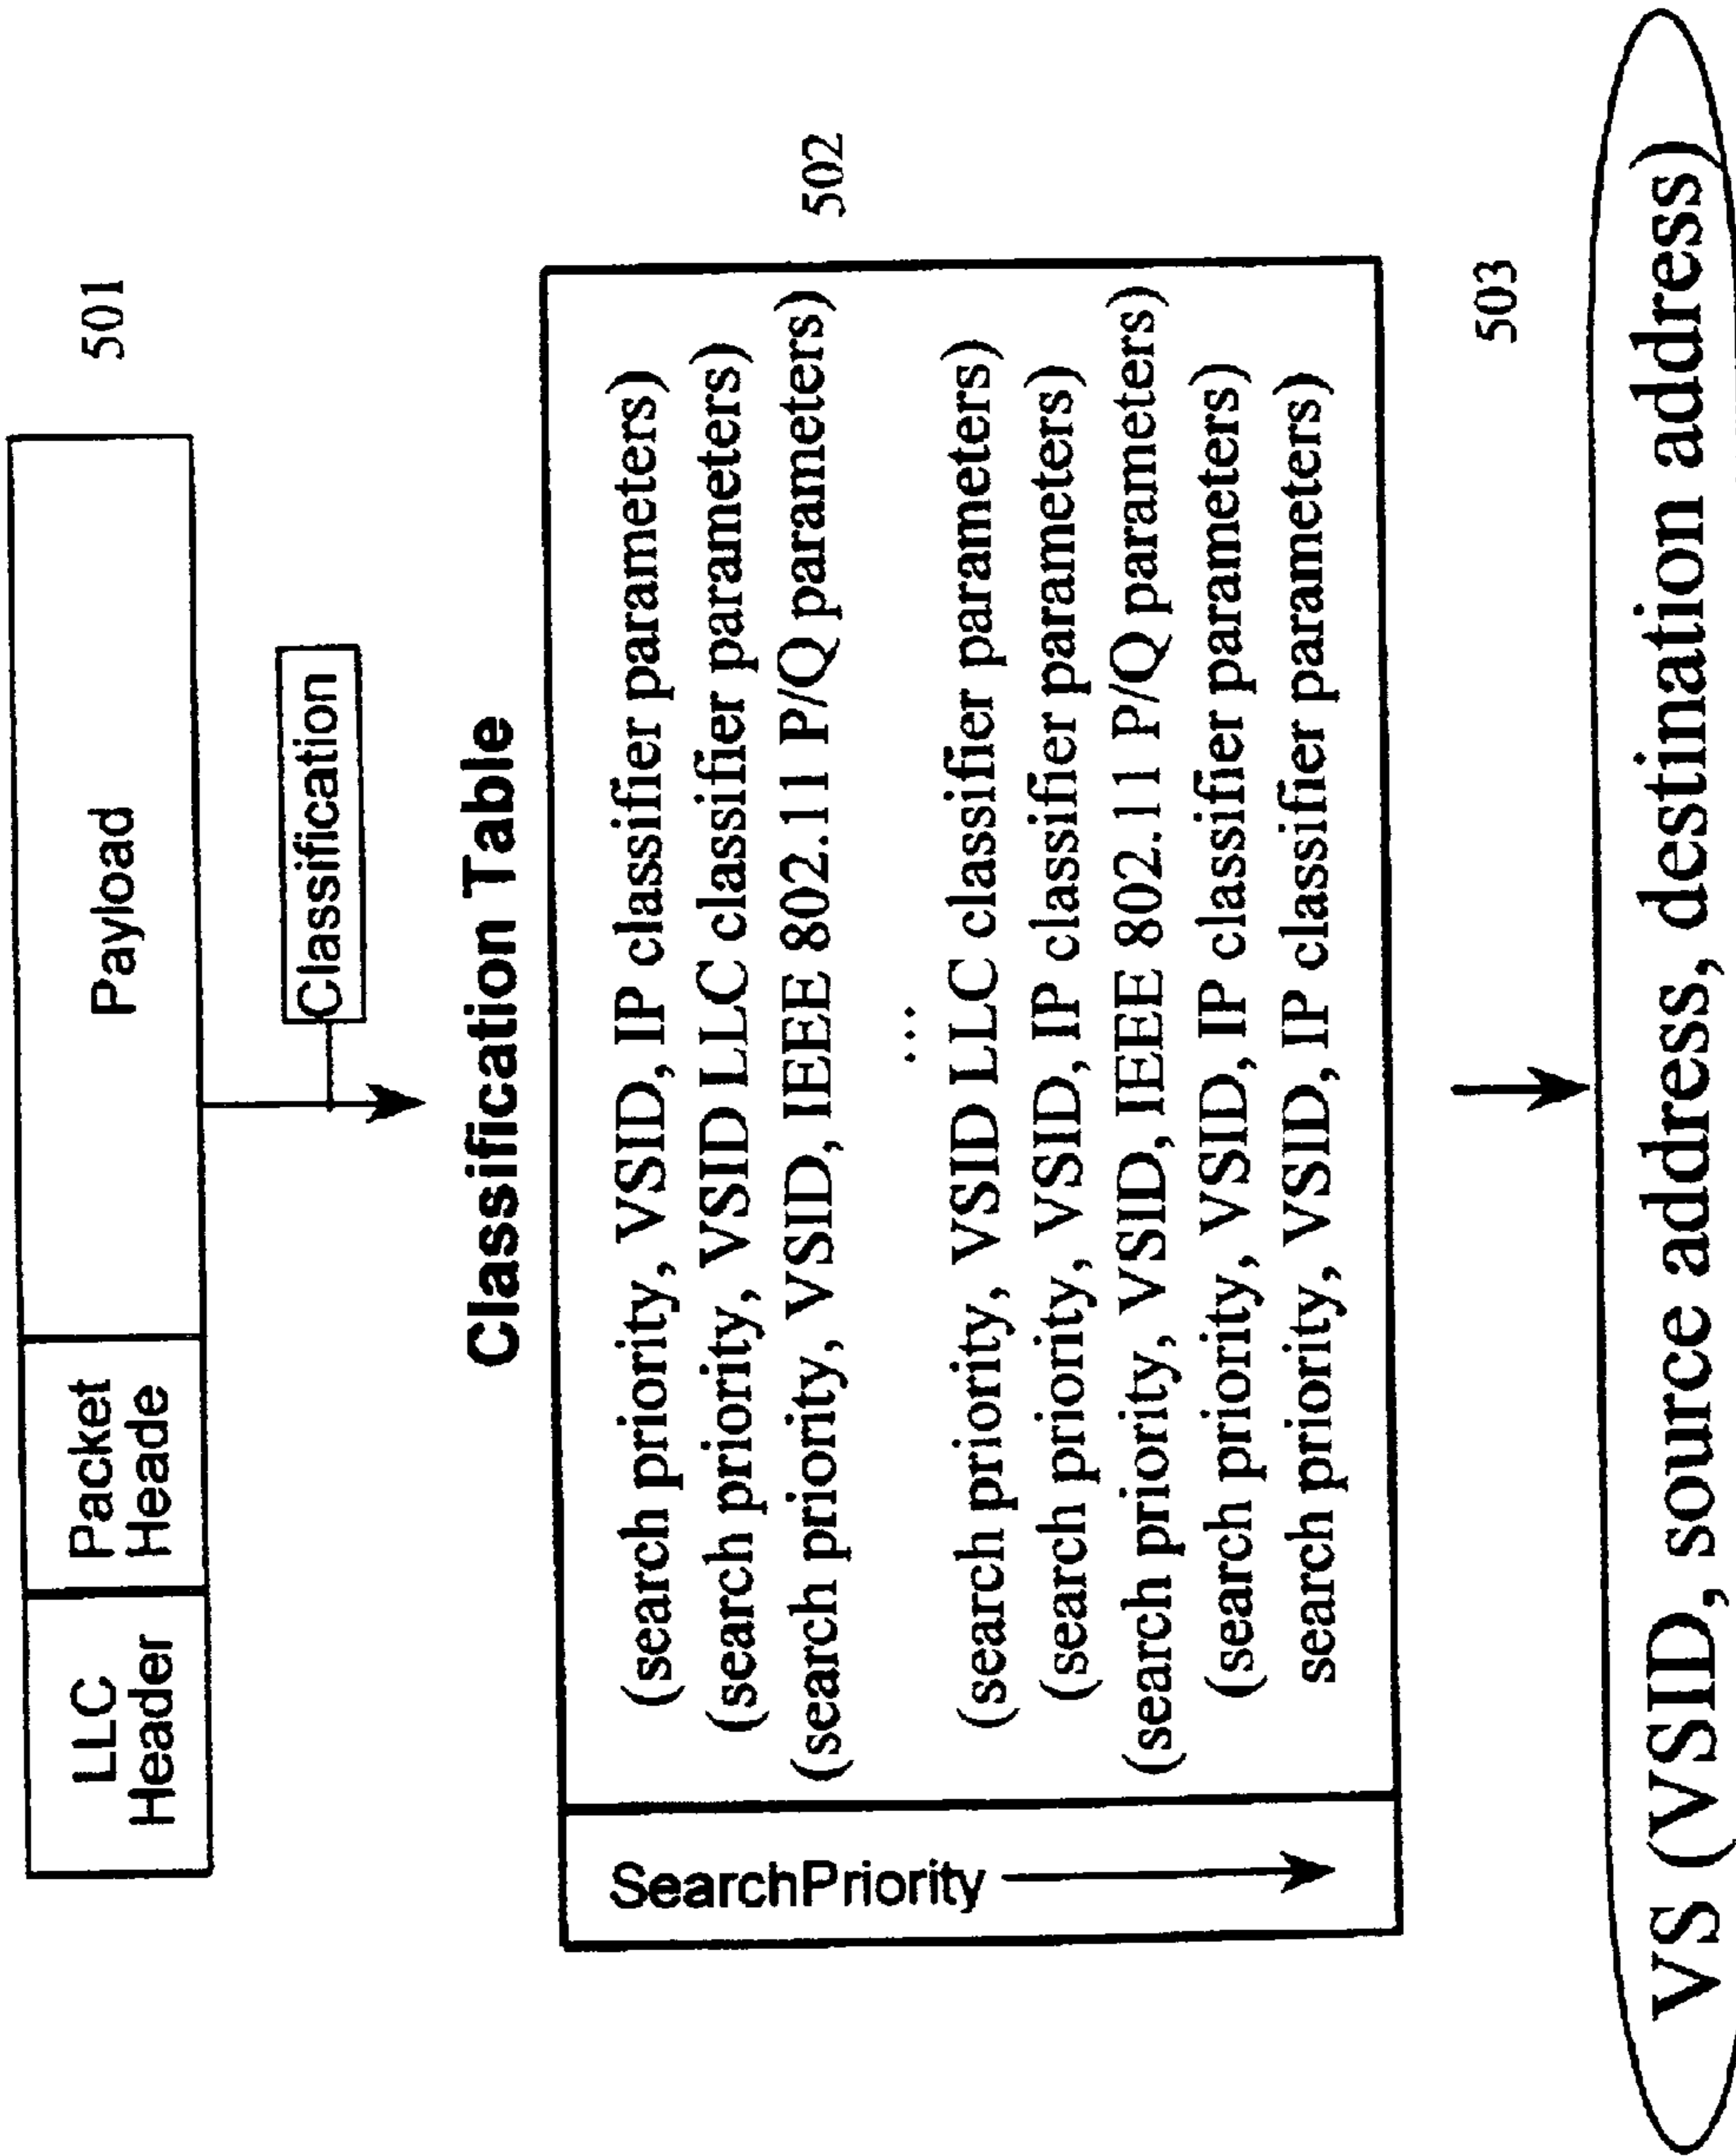 LLC
Header
Packet
Heade
Payload
501
Classification
Classification Table
SearchPriority
(search priority, VSID, IP classifier parameters)
(search priority, VSID LLC classifier parameters)
(search priority, VSID, IEEE 802.11 P/Q parameters)
...
(search priority, VSID LLC classifier parameters)
(search priority, VSID, IP classifier parameters)
(search priority, VSID, IEEE 802.11 P/Q parameters)
(search priority, VSID, IP classifier parameters)
search priority, VSID, IP classifier parameters)
502
503
VS (VSID, source address, destination address)